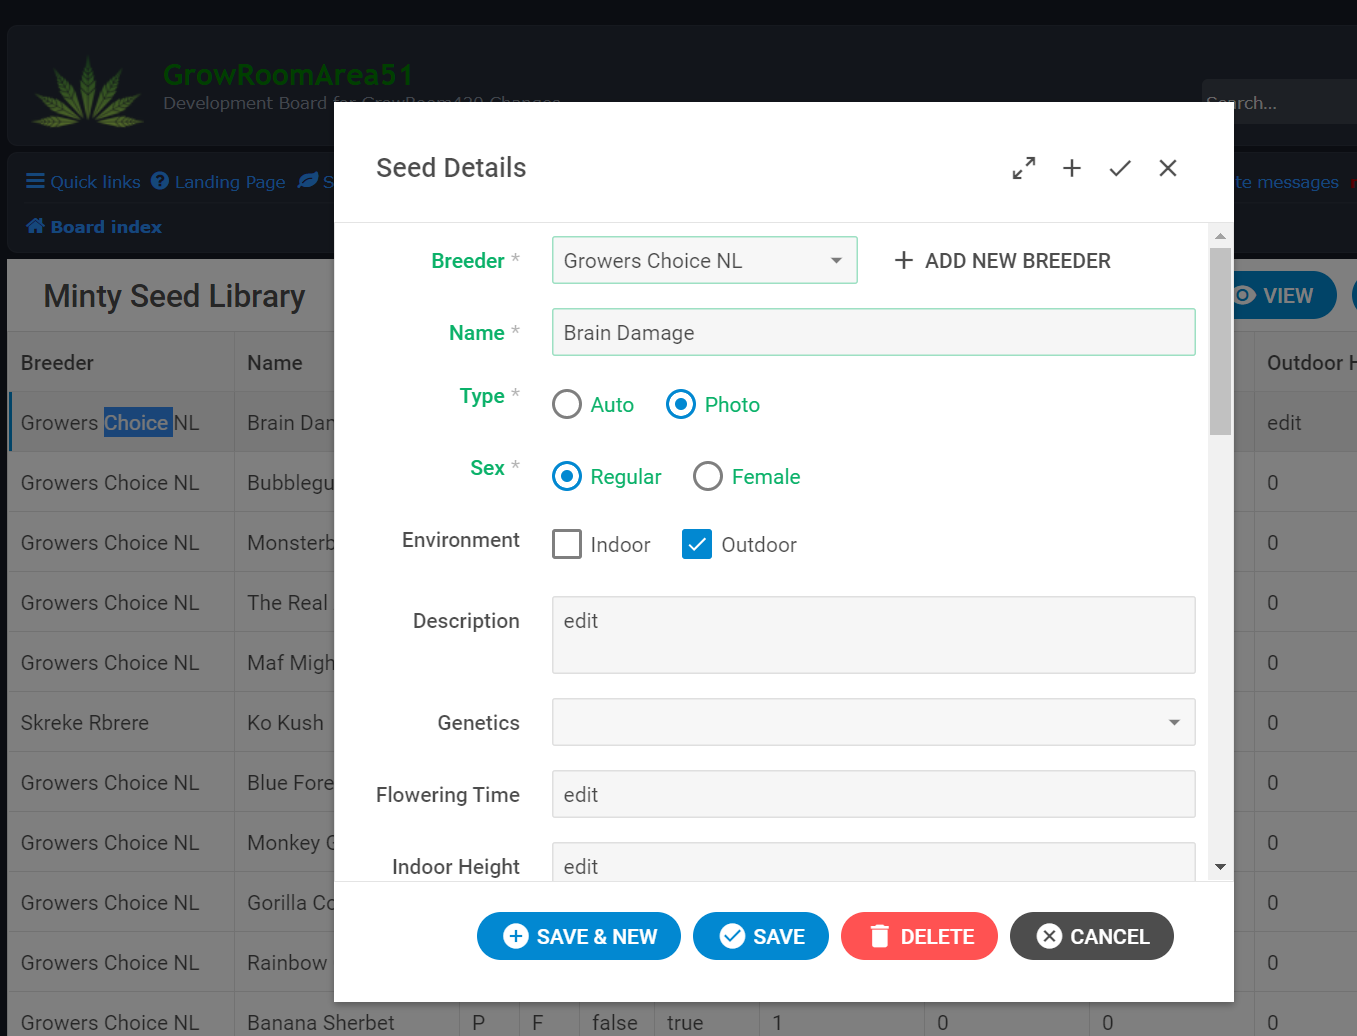 GrowRoomArea51
Development Board for GrowRoom420 Changes
Search...
Quick links Landing Page S
te messages
Board index
Minty Seed Library
VIEW
Breeder Name Outdoor H
Growers Choice NL Brain Dam edit
Growers Choice NL Bubblegu 0
Growers Choice NL Monsterb 0
Growers Choice NL The Real 0
Growers Choice NL Maf Migh 0
Skreke Rbrere Ko Kush 0
Growers Choice NL Blue Fore 0
Growers Choice NL Monkey G 0
Growers Choice NL Gorilla Co 0
Growers Choice NL Rainbow 0
Growers Choice NL Banana Sherbet P F false true 1 0 0 0
Seed Details
Breeder * Growers Choice NL + ADD NEW BREEDER
Name * Brain Damage
Type * Auto Photo
Sex * Regular Female
Environment Indoor Outdoor
Description edit
Genetics
Flowering Time edit
Indoor Height edit
SAVE & NEW SAVE DELETE CANCEL